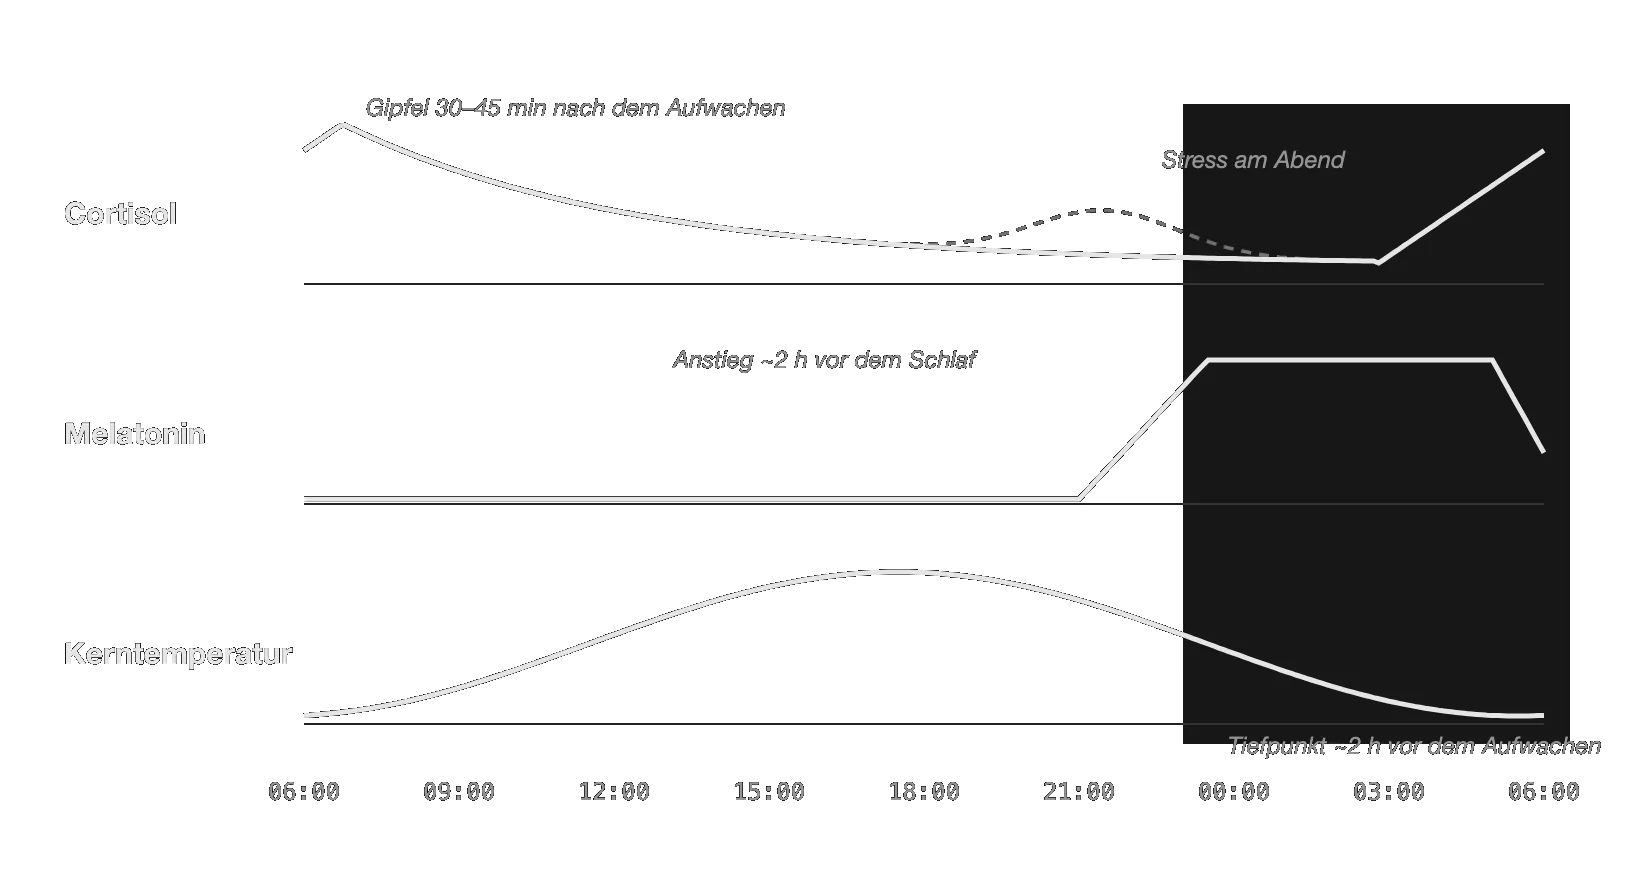 Gipfel 30–45 min nach dem Aufwachen
Stress am Abend
Cortisol
Anstieg ~2 h vor dem Schlaf
Melatonin
Kerntemperatur
Tiefpunkt ~2 h vor dem Aufwachen
06:00 09:00 12:00 15:00 18:00 21:00 00:00 03:00 06:00